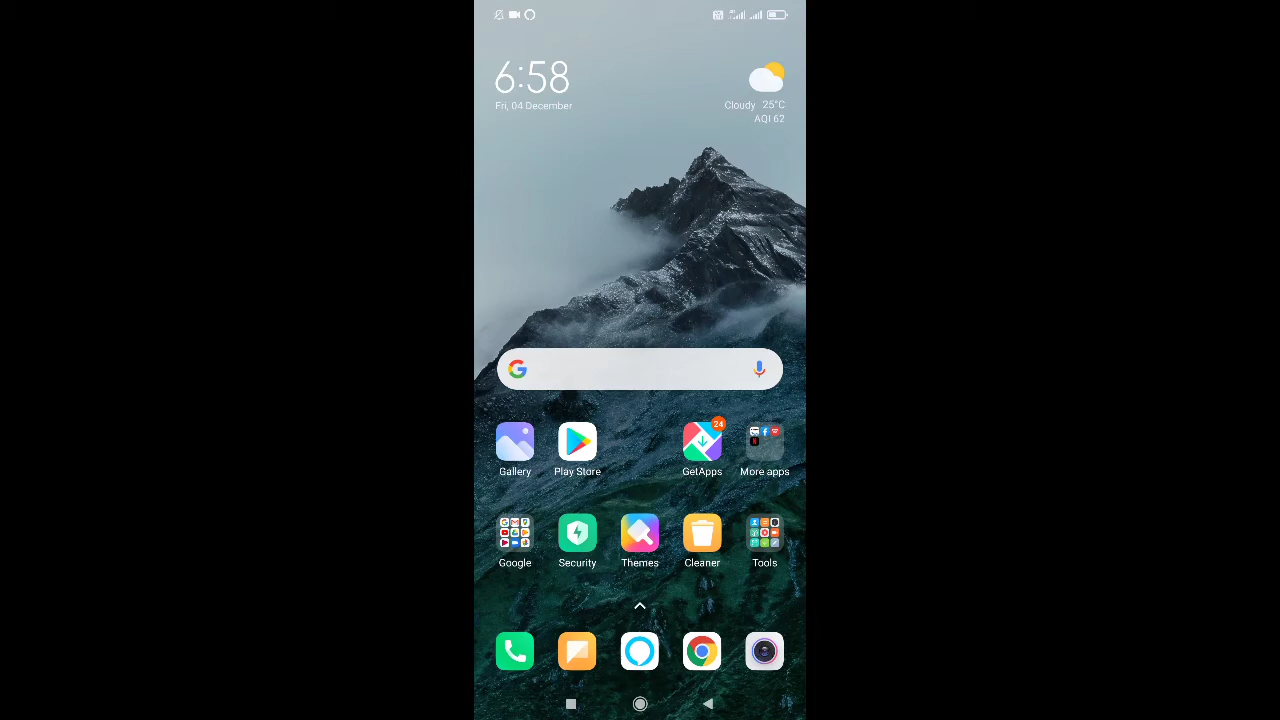 6:58
Fri, 04 December
Cloudy 25°C
AQI 62
24
Gallery
Play Store
GetApps
More apps
Google
Security
Themes
Cleaner
Tools